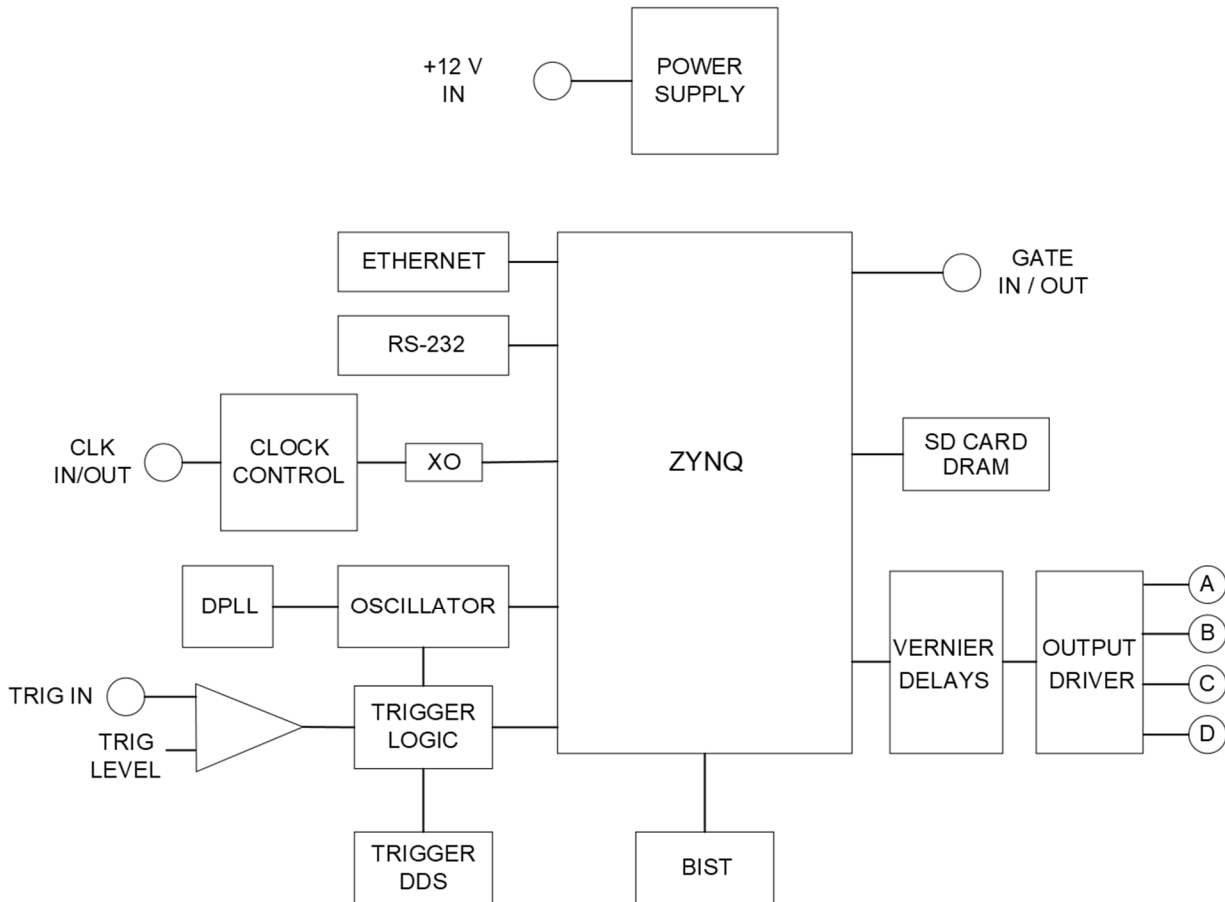 +12 V
IN
POWER
SUPPLY
ETHERNET
GATE
IN / OUT
RS-232
CLK
IN/OUT
CLOCK
CONTROL
XO
ZYNQ
SD CARD
DRAM
DPLL
OSCILLATOR
VERNIER
DELAYS
OUTPUT
DRIVER
A
B
C
D
TRIG IN
TRIG
LEVEL
TRIGGER
LOGIC
TRIGGER
DDS
BIST